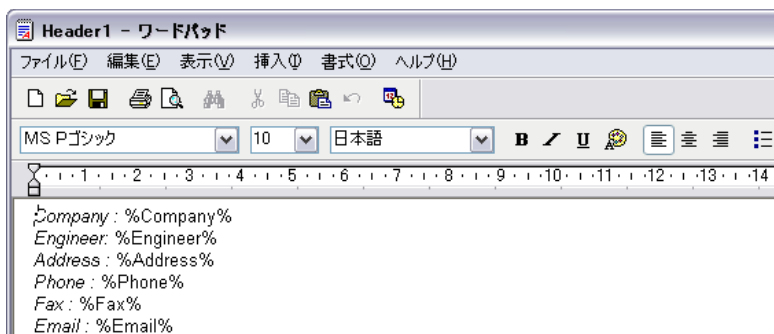 Header1 - ワードパッド
ファイル(F) 編集(E) 表示(V) 挿入(I) 書式(O) ヘルプ(H)
MS Pゴシック 10 日本語 B / U
1 2 3 4 5 6 7 8 9 10 11 12 13 14
Company : %Company%
Engineer: %Engineer%
Address : %Address%
Phone : %Phone%
Fax : %Fax%
Email : %Email%